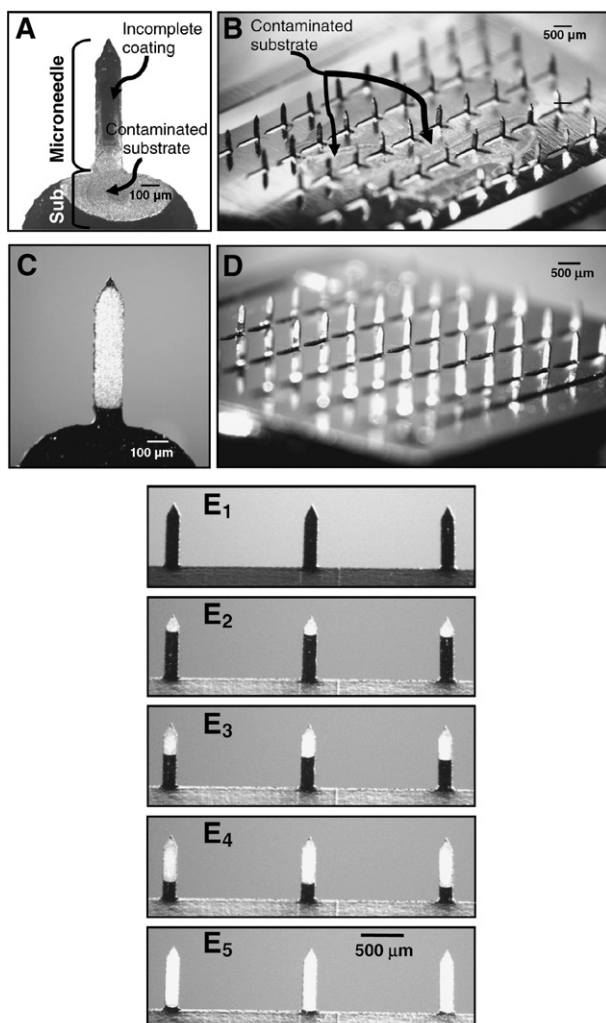 A
Incomplete
coating
Microneedle
Contaminated
substrate
Sub.
100 μm
B
Contaminated
substrate
500 μm
C
100 μm
D
500 μm
E1
E2
E3
E4
E5
500 μm